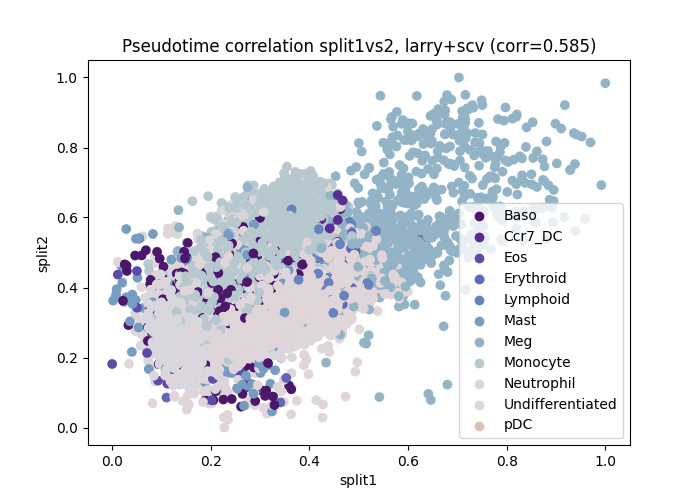 Pseudotime correlation split1vs2, larry+scv (corr=0.585)
1.0
0.8
0.6
0.4
0.2
0.0
split2
0.0 0.2 0.4 0.6 0.8 1.0
split1
Baso
Ccr7_DC
Eos
Erythroid
Lymphoid
Mast
Meg
Monocyte
Neutrophil
Undifferentiated
pDC